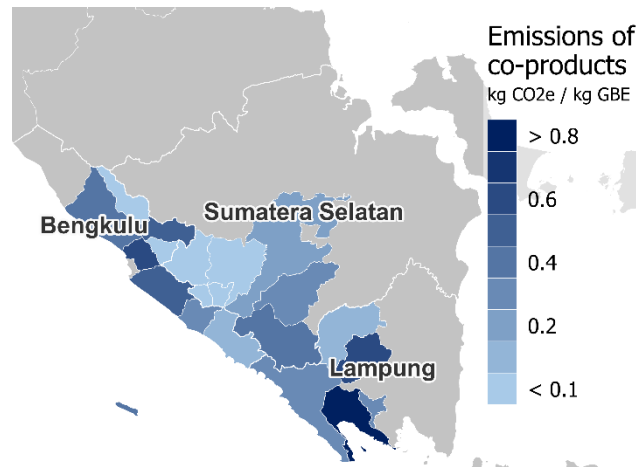 Emissions of
co-products
kg CO2e / kg GBE
> 0.8
0.6
0.4
0.2
< 0.1
Sumatera Selatan
Bengkulu
Lampung